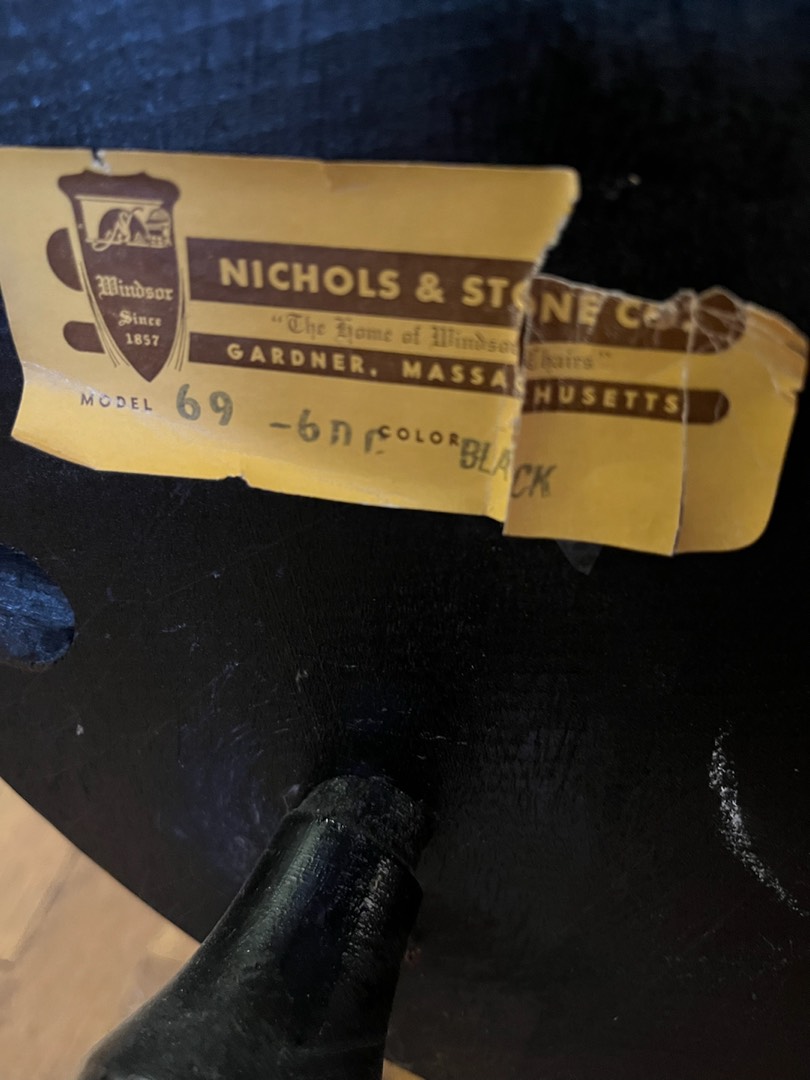 Windsor
Since
1857
NICHOLS & STONE CO.
"The Home of Windsor Chairs"
GARDNER, MASSACHUSETTS
MODEL 69 COLOR BLACK